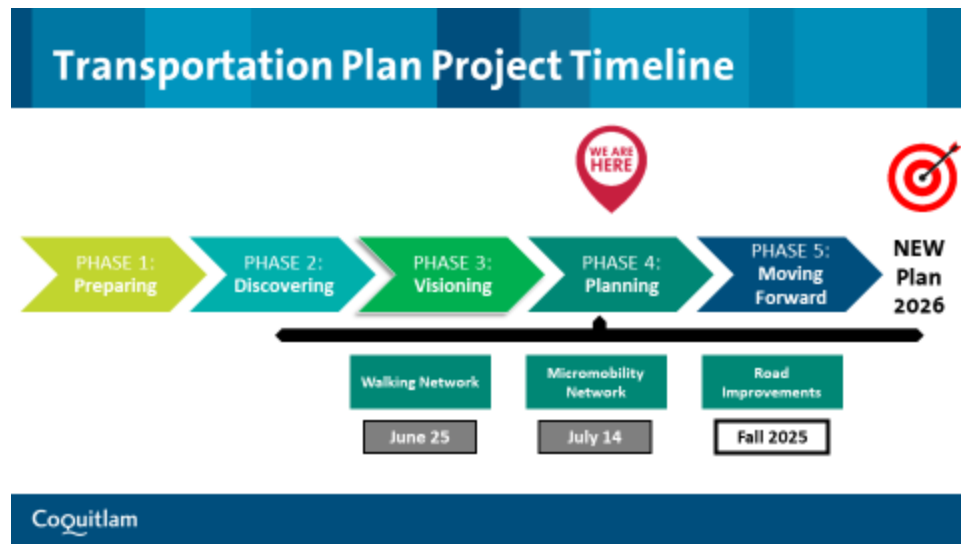 Transportation Plan Project Timeline
WE ARE
HERE
PHASE 1:
Preparing
PHASE 2:
Discovering
PHASE 3:
Visioning
PHASE 4:
Planning
PHASE 5:
Moving
Forward
NEW
Plan
2026
Walking Network
June 25
Micromobility
Network
July 14
Road
Improvements
Fall 2025
Coquitlam